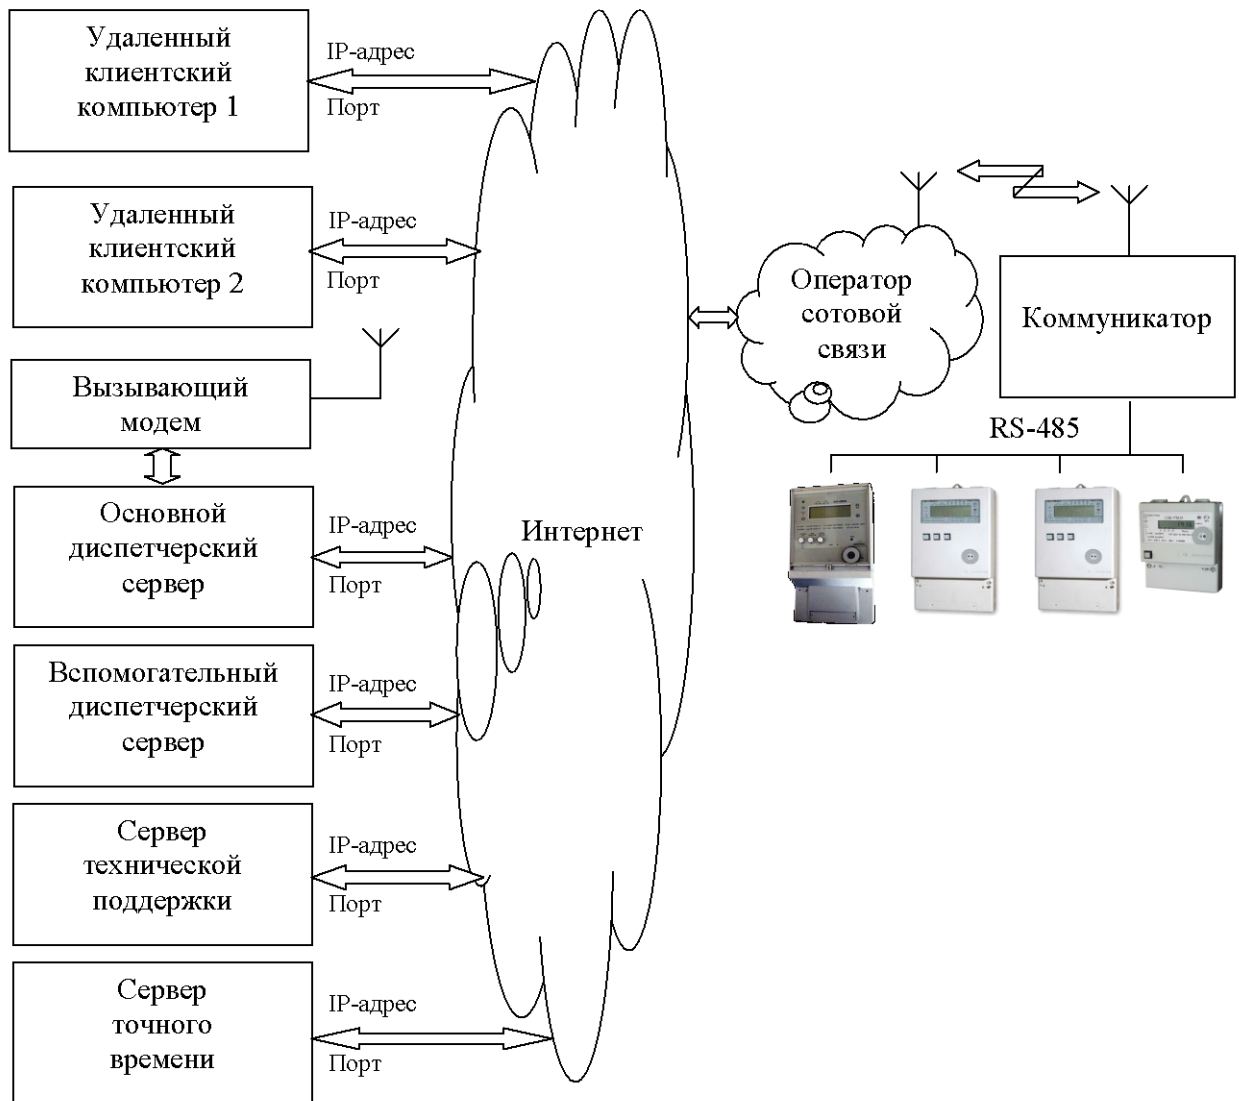 Удаленный
клиентский
компьютер 1
IP-адрес
Порт
Удаленный
клиентский
компьютер 2
IP-адрес
Порт
Вызывающий
модем
Основной
диспетчерский
сервер
IP-адрес
Порт
Вспомогательный
диспетчерский
сервер
IP-адрес
Порт
Сервер
технической
поддержки
IP-адрес
Порт
Сервер
точного
времени
IP-адрес
Порт
Интернет
Оператор
сотовой
связи
Коммуникатор
RS-485